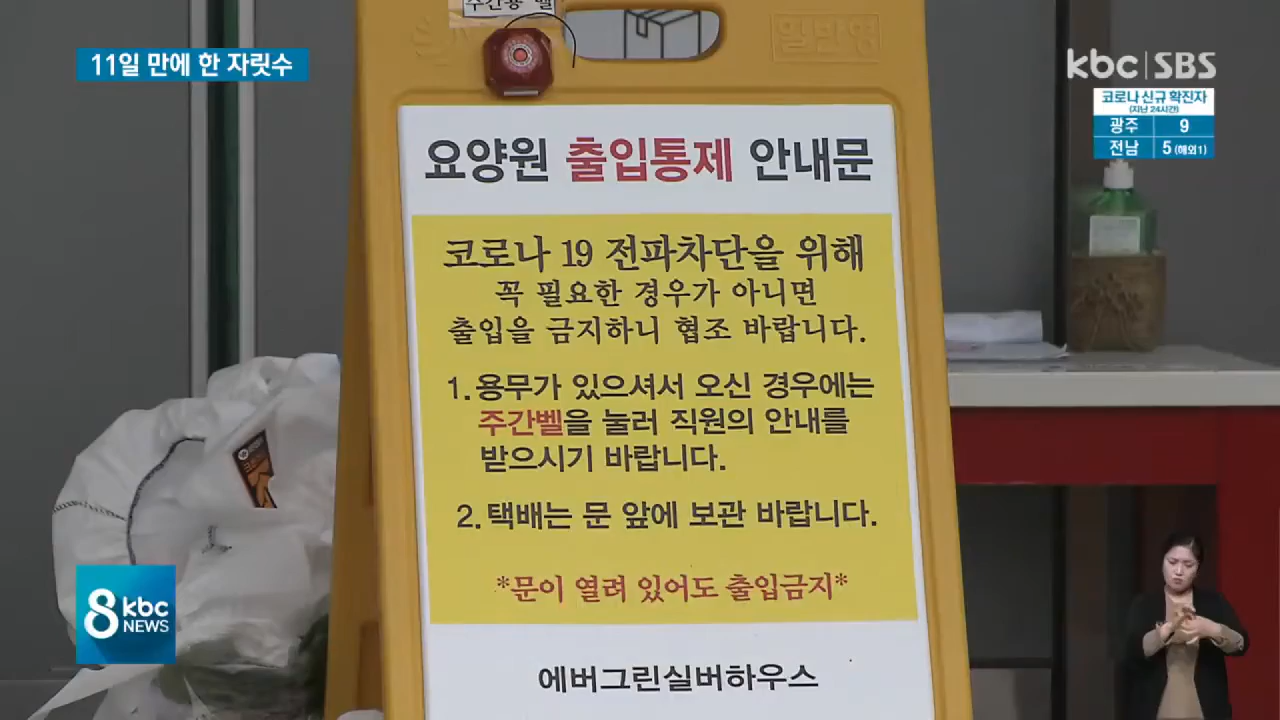 주간용 벨
일반형
11일 만에 한 자릿수
kbc SBS
코로나 신규 확진자
(지난 24시간)
광주 9
전남 5 (해외1)
요양원 출입통제 안내문
코로나 19 전파차단을 위해
꼭 필요한 경우가 아니면
출입을 금지하니 협조 바랍니다.
1. 용무가 있으셔서 오신 경우에는
주간벨을 눌러 직원의 안내를
받으시기 바랍니다.
2. 택배는 문 앞에 보관 바랍니다.
*문이 열려 있어도 출입금지*
에버그린실버하우스
8 kbc
NEWS